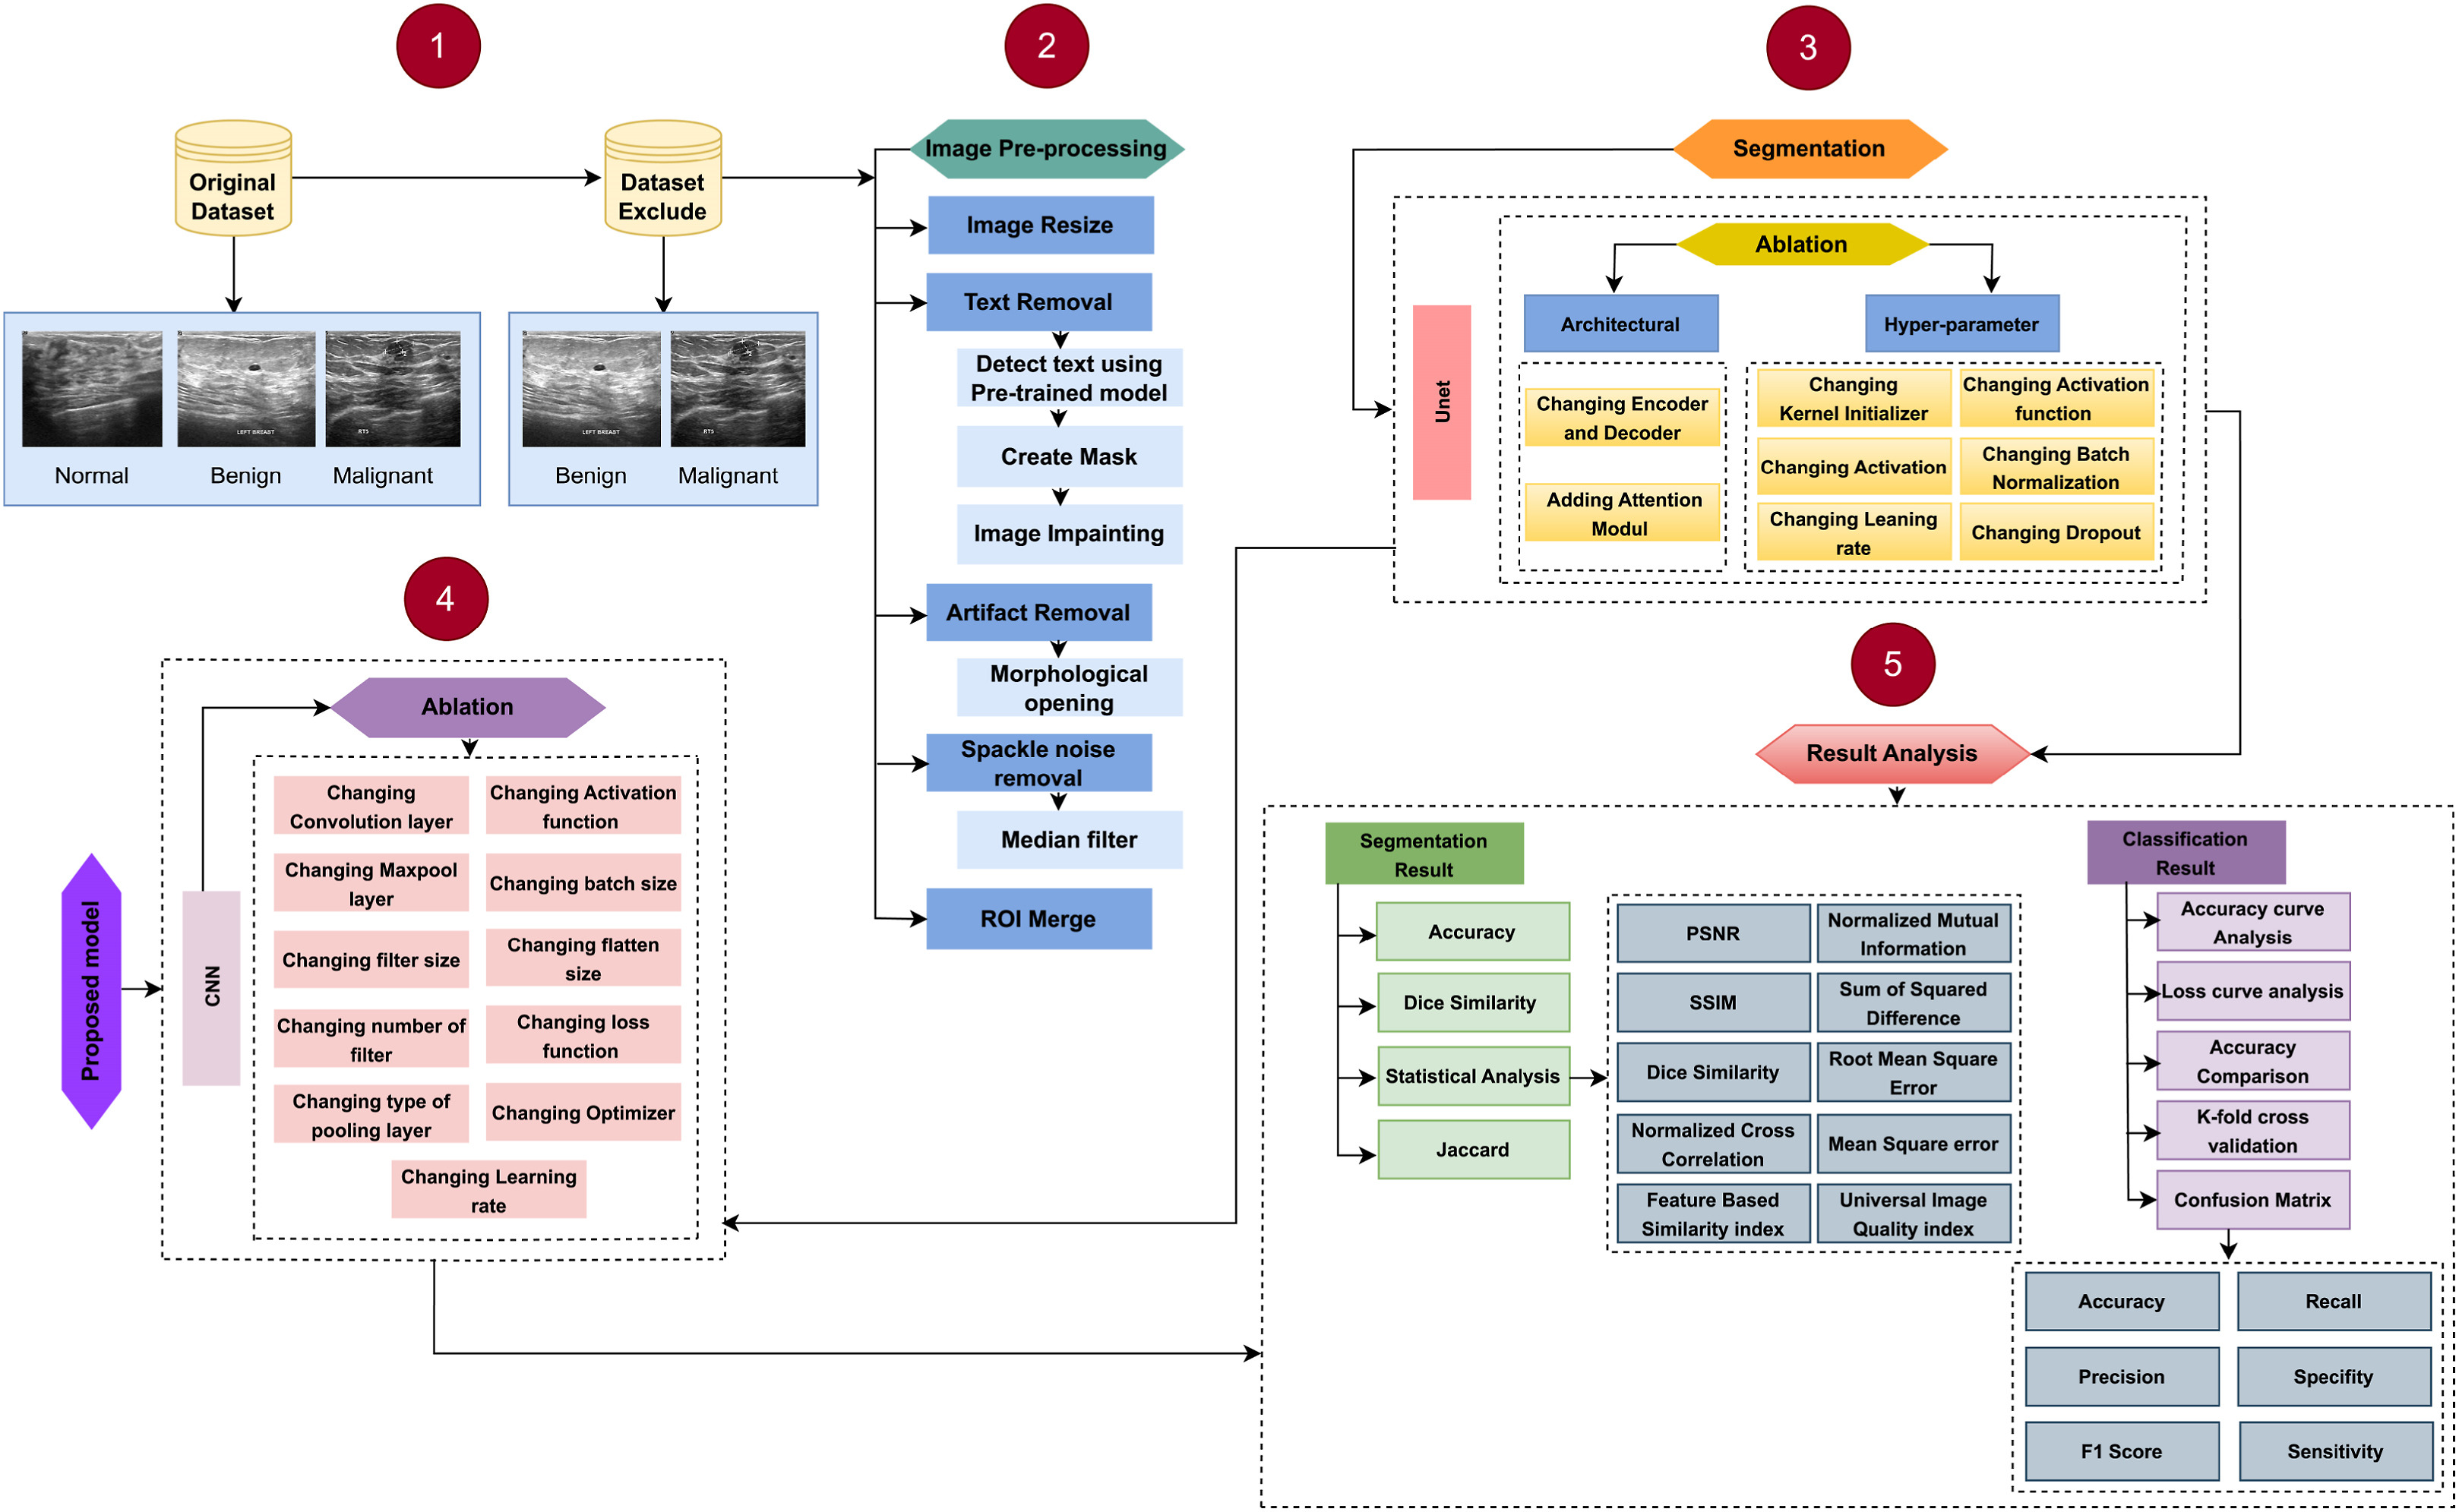 1
2
3
Original
Dataset
Dataset
Exclude
LEFT BREAST
RT5
LEFT BREAST
RT5
Normal
Benign
Malignant
Benign
Malignant
Image Pre-processing
Image Resize
Text Removal
Detect text using
Pre-trained model
Create Mask
Image Impainting
Artifact Removal
Morphological
opening
Spackle noise
removal
Median filter
ROI Merge
Segmentation
Unet
Ablation
Architectural
Hyper-parameter
Changing Encoder
and Decoder
Adding Attention
Modul
Changing
Kernel Initializer
Changing Activation
function
Changing Activation
Changing Batch
Normalization
Changing Leaning
rate
Changing Dropout
4
Proposed model
CNN
Ablation
Changing
Convolution layer
Changing Activation
function
Changing Maxpool
layer
Changing batch size
Changing filter size
Changing flatten
size
Changing number of
filter
Changing loss
function
Changing type of
pooling layer
Changing Optimizer
Changing Learning
rate
5
Result Analysis
Segmentation
Result
Accuracy
Dice Similarity
Statistical Analysis
Jaccard
PSNR
Normalized Mutual
Information
SSIM
Sum of Squared
Difference
Dice Similarity
Root Mean Square
Error
Normalized Cross
Correlation
Mean Square error
Feature Based
Similarity index
Universal Image
Quality index
Classification
Result
Accuracy curve
Analysis
Loss curve analysis
Accuracy
Comparison
K-fold cross
validation
Confusion Matrix
Accuracy
Recall
Precision
Specifity
F1 Score
Sensitivity